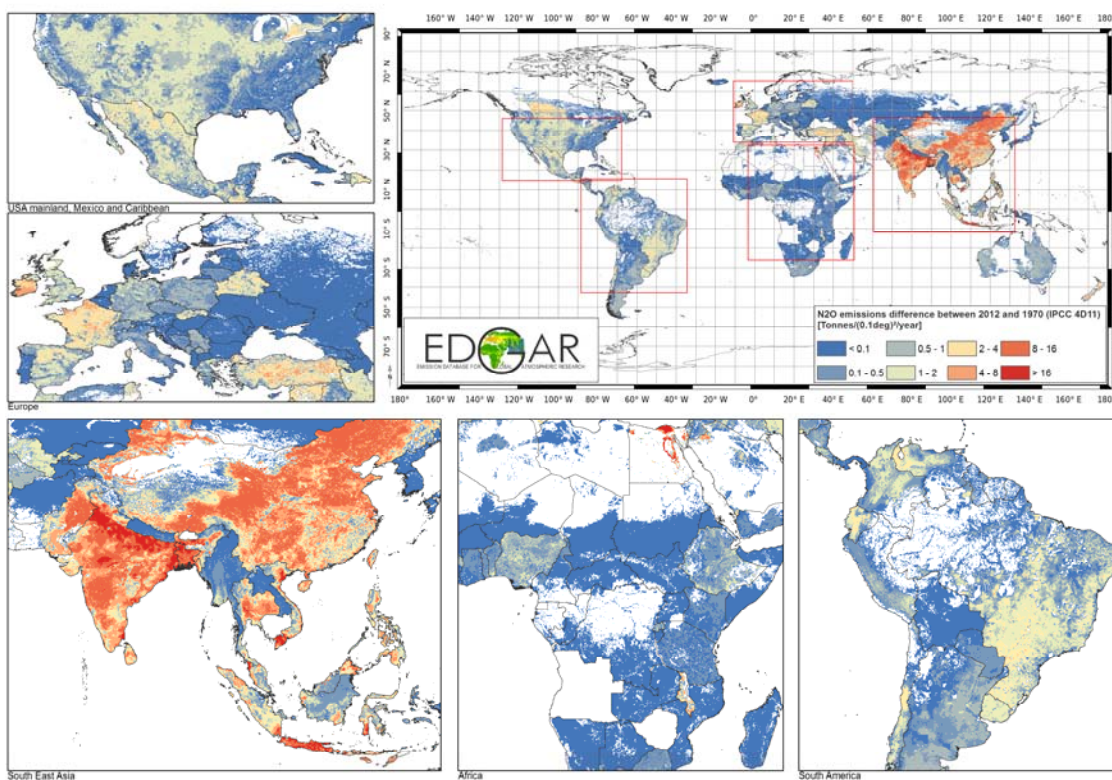 160° W 140° W 120° W 100° W 80° W 60° W 40° W 20° W 0° E 20° E 40° E 60° E 80° E 100° E 120° E 140° E 160° E 180°
90°
70° N
50° N
30° N
10° N
10° S
30° S
50° S
70° S
USA mainland, Mexico and Caribbean
N2O emissions difference between 2012 and 1970 (IPCC 4D11)
[Tonnes/(0.1deg)²/year]
< 0.1 0.5 - 1 2 - 4 8 - 16
0.1 - 0.5 1 - 2 4 - 8 > 16
EDGAR
EMISSION DATABASE FOR GLOBAL ATMOSPHERIC RESEARCH
180° 160° W 140° W 120° W 100° W 80° W 60° W 40° W 20° W 0° E 20° E 40° E 60° E 80° E 100° E 120° E 140° E 160° E 180°
Europe
South East Asia
Africa
South America